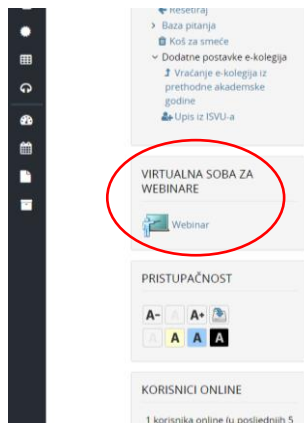 Resetiraj
Baza pitanja
Koš za smeće
Dodatne postavke e-kolegija
Vraćanje e-kolegija iz
prethodne akademske
godine
Upis iz ISVU-a
VIRTUALNA SOBA ZA
WEBINARE
Webinar
PRISTUPAČNOST
A- A A+
A A A A
KORISNICI ONLINE
1 korisnika online (u posljednjih 5